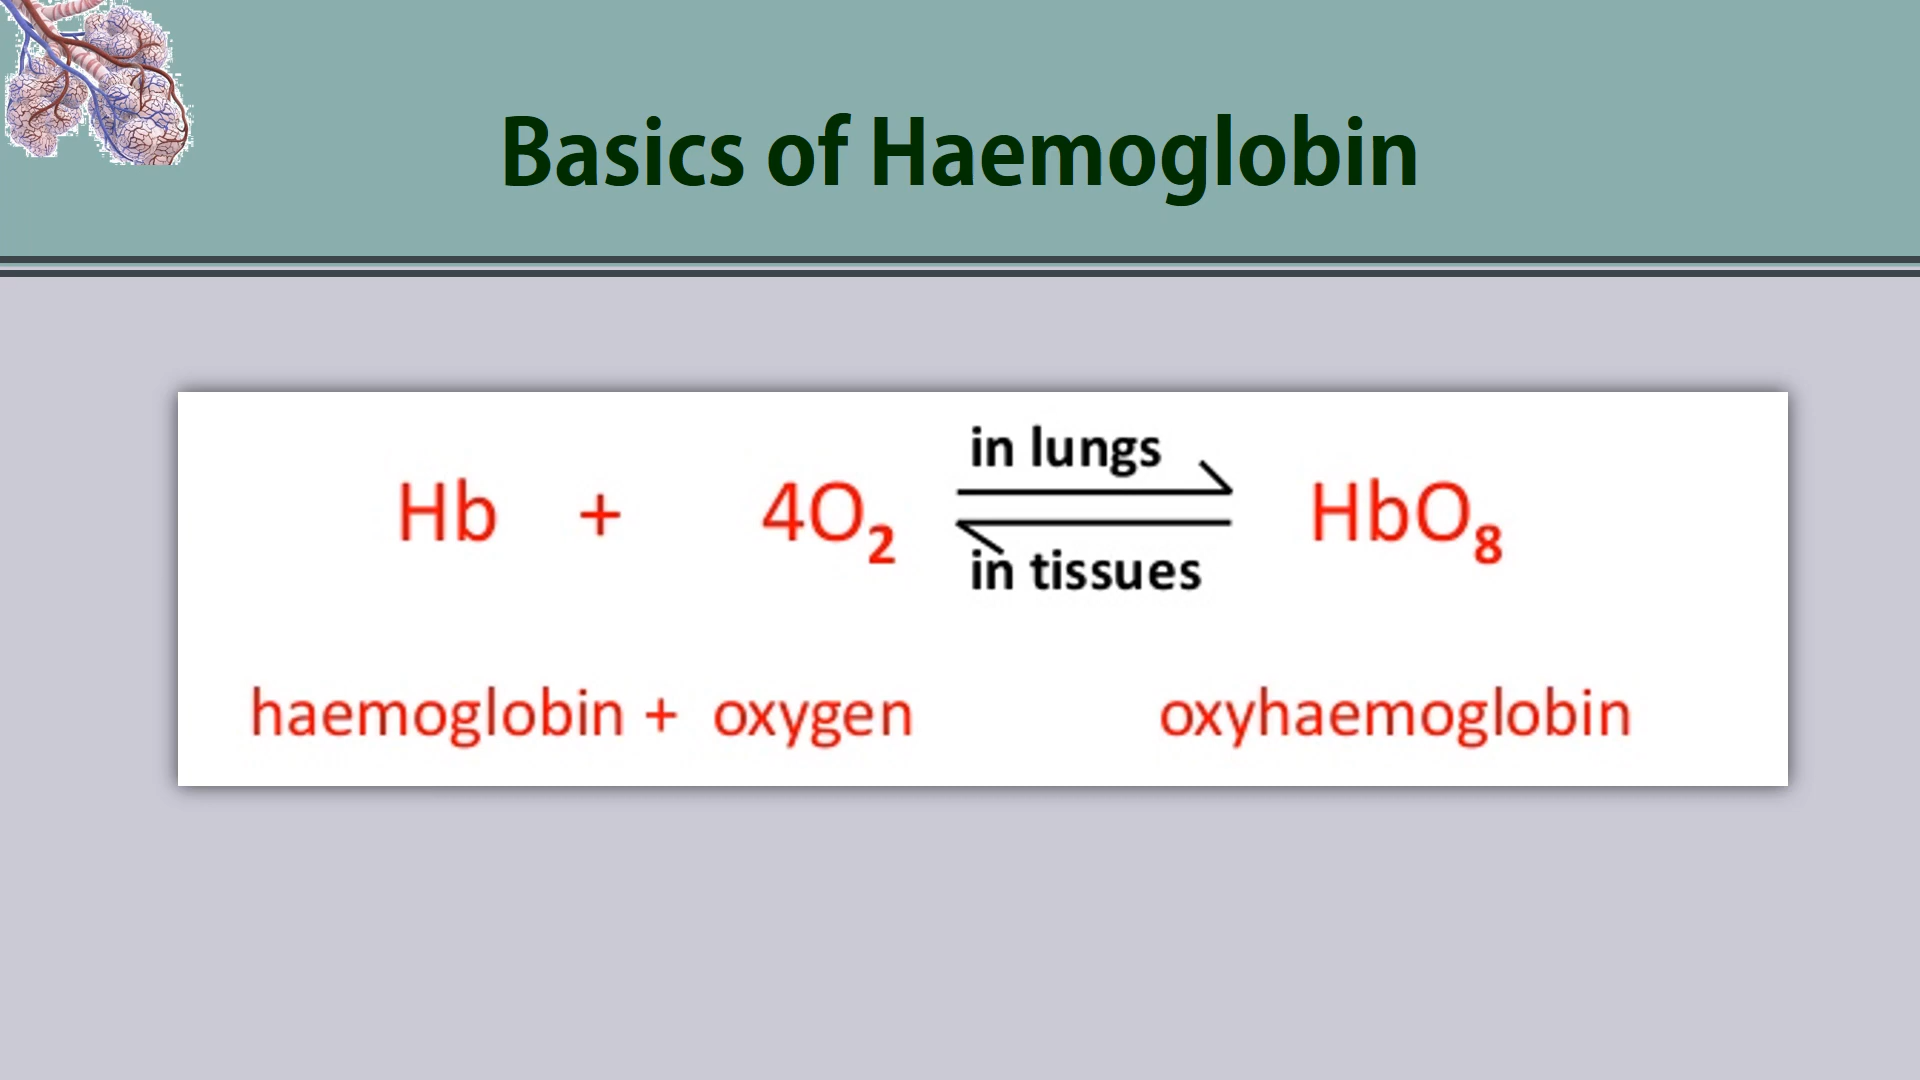 Basics of Haemoglobin
in lungs
Hb + 4O₂ HbO₈
in tissues
haemoglobin + oxygen oxyhaemoglobin